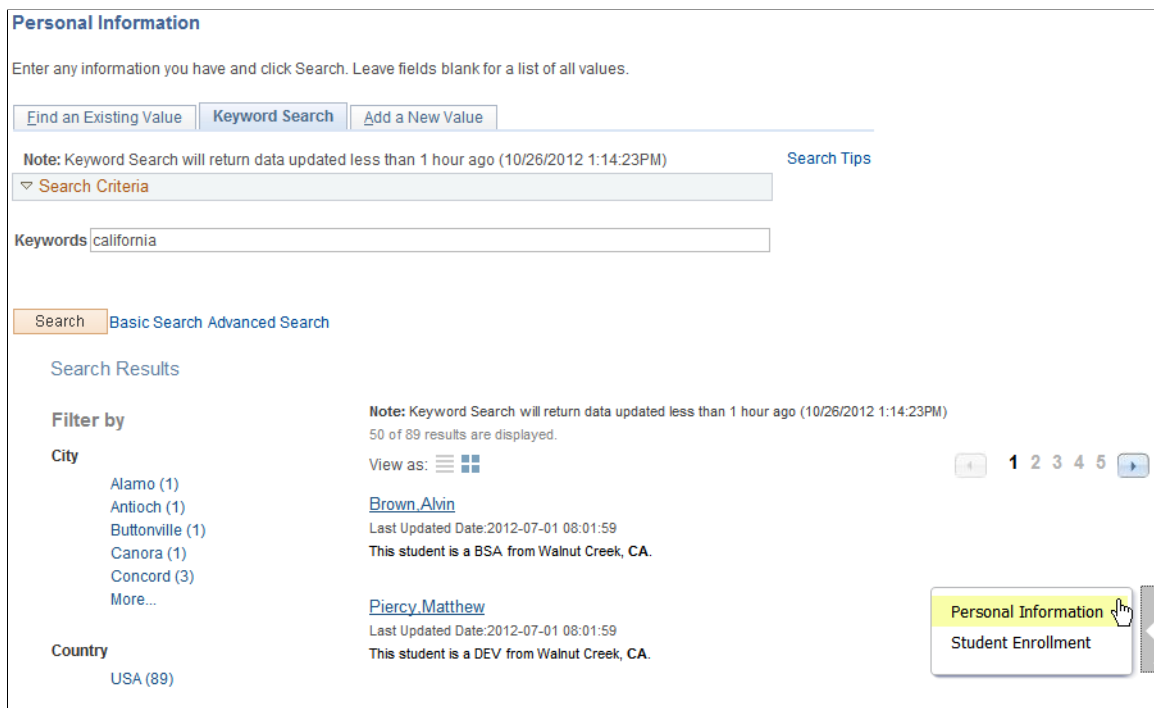 Personal Information
Enter any information you have and click Search. Leave fields blank for a list of all values.
Find an Existing Value Keyword Search Add a New Value
Note: Keyword Search will return data updated less than 1 hour ago (10/26/2012 1:14:23PM) Search Tips
Search Criteria
Keywords california
Search Basic Search Advanced Search
Search Results
Filter by
City
Alamo (1)
Antioch (1)
Buttonville (1)
Canora (1)
Concord (3)
More...
Country
USA (89)
Note: Keyword Search will return data updated less than 1 hour ago (10/26/2012 1:14:23PM)
50 of 89 results are displayed.
View as: 1 2 3 4 5
Brown,Alvin
Last Updated Date:2012-07-01 08:01:59
This student is a BSA from Walnut Creek, CA.
Piercy,Matthew
Last Updated Date:2012-07-01 08:01:59
This student is a DEV from Walnut Creek, CA.
Personal Information
Student Enrollment